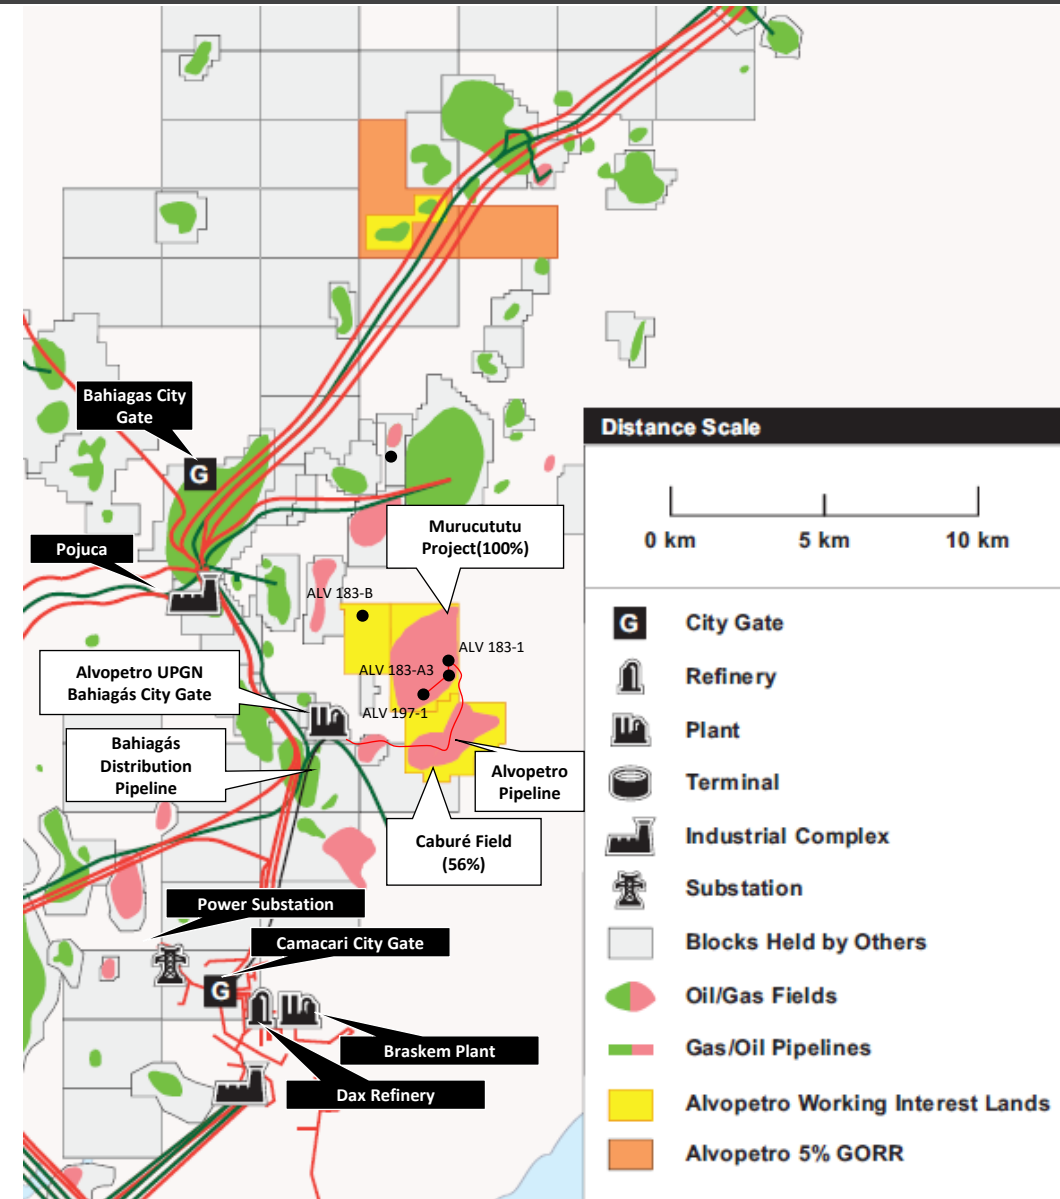 Bahiagas City
Gate
G
Pojuca
Murucututu
Project(100%)
ALV 183-B
ALV 183-1
ALV 183-A3
ALV 197-1
Alvopetro UPGN
Bahiagás City Gate
Bahiagás
Distribution
Pipeline
Alvopetro
Pipeline
Caburé Field
(56%)
Power Substation
Camacari City Gate
G
Braskem Plant
Dax Refinery
Distance Scale
0 km 5 km 10 km
G City Gate
Refinery
Plant
Terminal
Industrial Complex
Substation
Blocks Held by Others
Oil/Gas Fields
Gas/Oil Pipelines
Alvopetro Working Interest Lands
Alvopetro 5% GORR